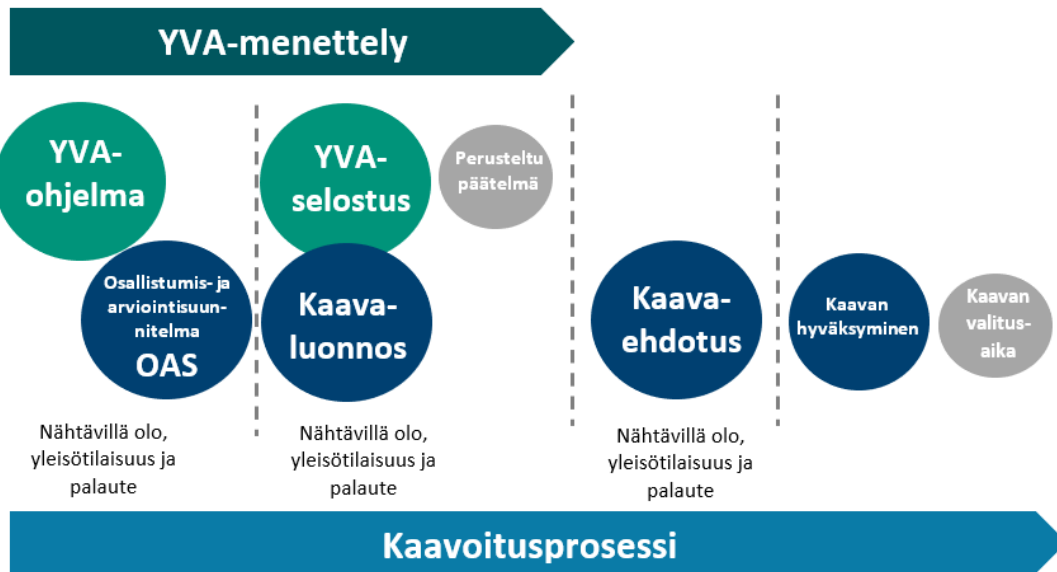 YVA-menettely
YVA-
ohjelma
YVA-
selostus
Perusteltu
päätelmä
Osallistumis- ja
arviointisuun-
nitelma
OAS
Kaava-
luonnos
Kaava-
ehdotus
Kaavan
hyväksyminen
Kaavan
valitus-
aika
Nähtävillä olo,
yleisötilaisuus ja
palaute
Nähtävillä olo,
yleisötilaisuus ja
palaute
Nähtävillä olo,
yleisötilaisuus ja
palaute
Kaavoitusprosessi